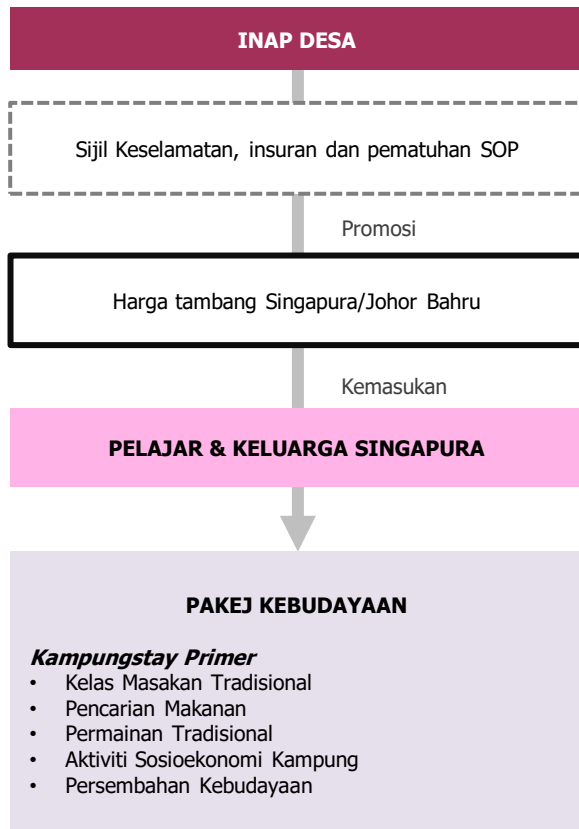 INAP DESA
Sijil Keselamatan, insuran dan pematuhan SOP
Promosi
Harga tambang Singapura/Johor Bahru
Kemasukan
PELAJAR & KELUARGA SINGAPURA
PAKEJ KEBUDAYAAN
Kampungstay Primer
• Kelas Masakan Tradisional
• Pencarian Makanan
• Permainan Tradisional
• Aktiviti Sosioekonomi Kampung
• Persembahan Kebudayaan